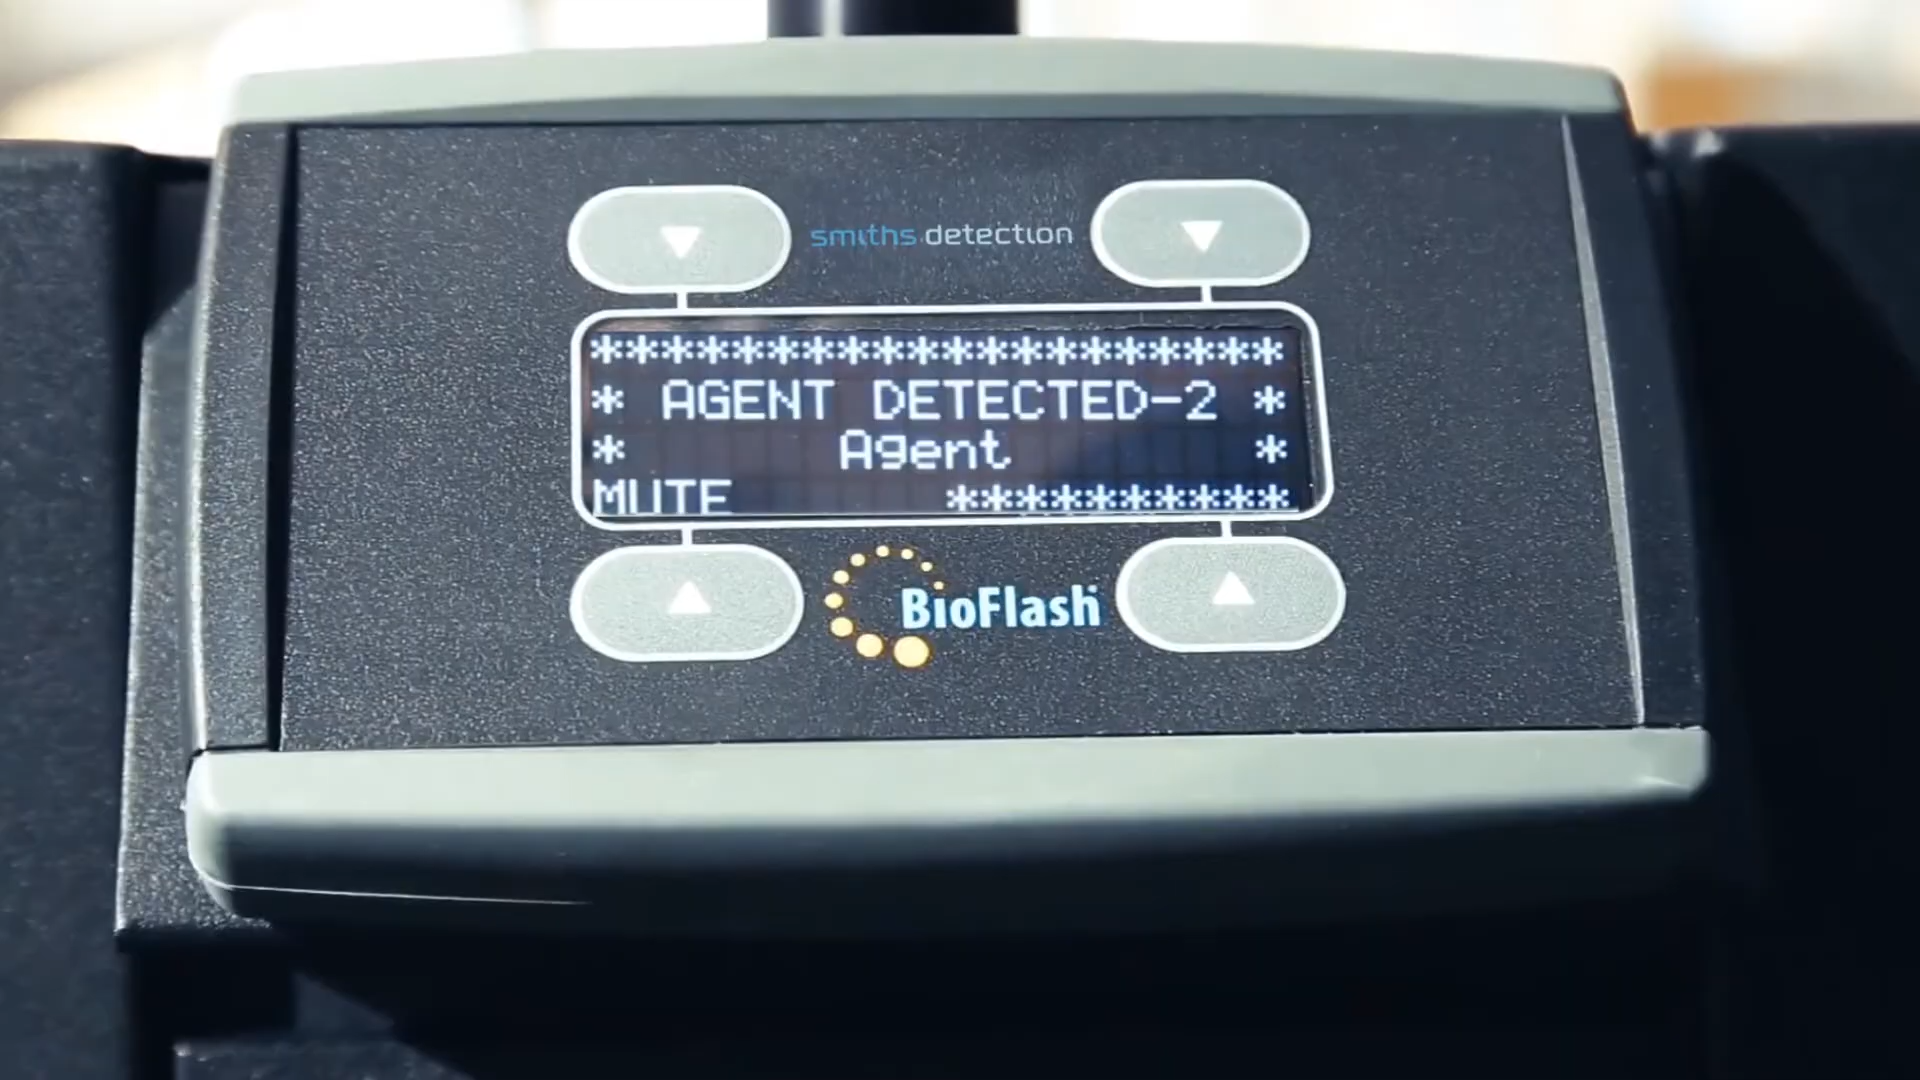 smiths detection
********************
* AGENT DETECTED-2 *
* Agent *
MUTE **********
BioFlash